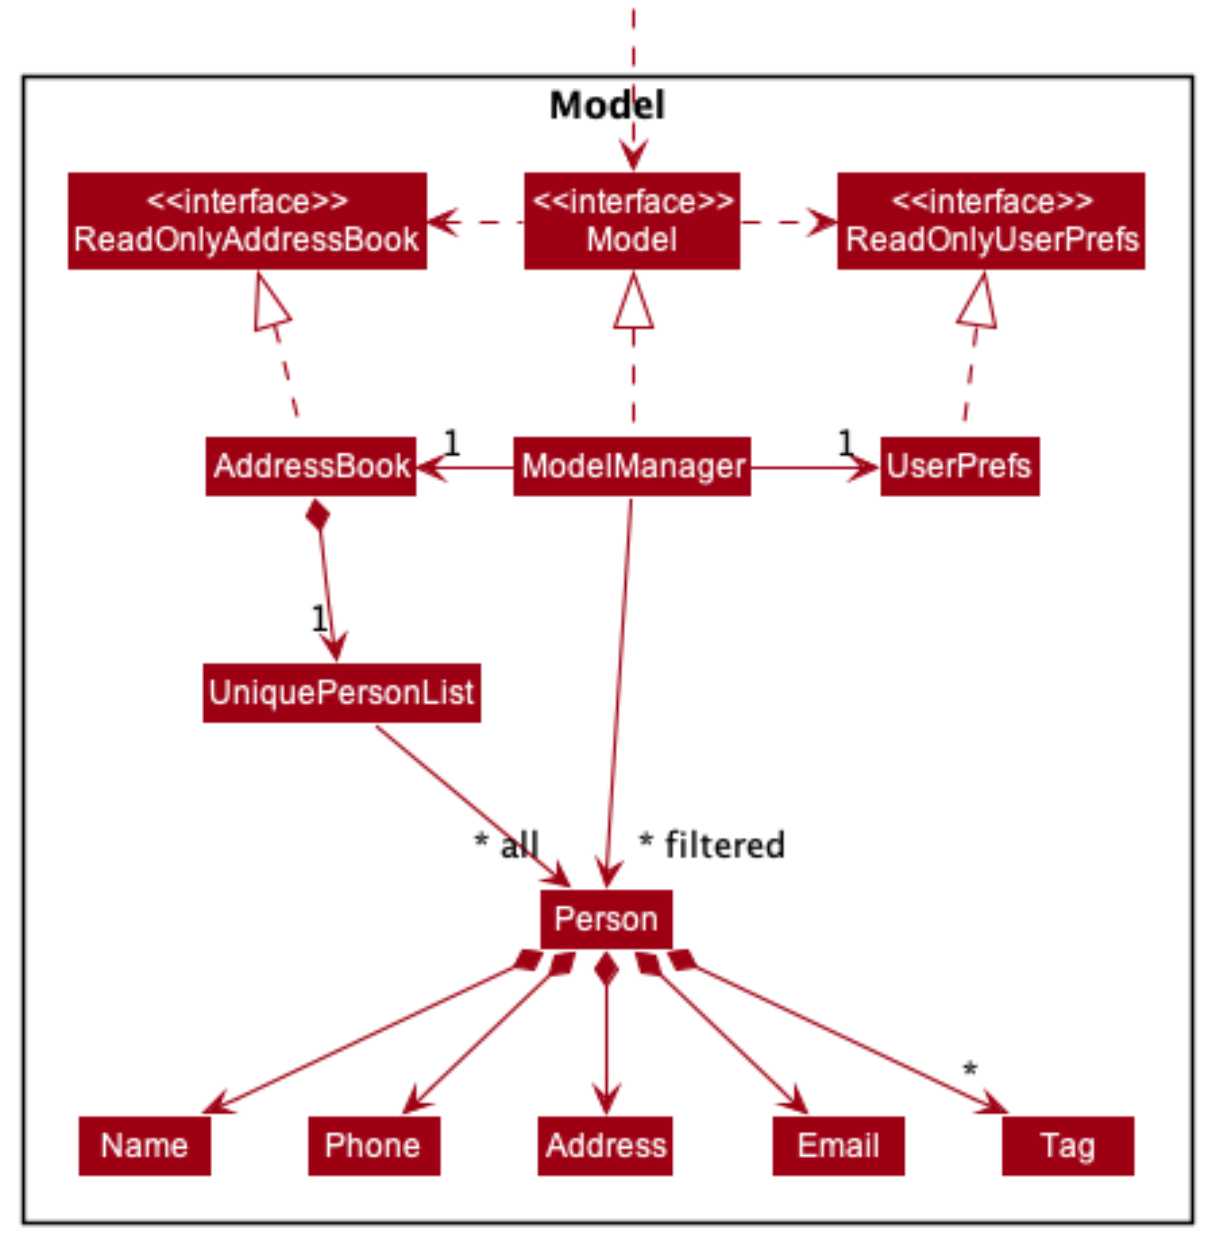 Model
<<interface>>
ReadOnlyAddressBook
<<interface>>
Model
<<interface>>
ReadOnlyUserPrefs
AddressBook
1
ModelManager
1
UserPrefs
1
UniquePersonList
* all
* filtered
Person
*
Name
Phone
Address
Email
Tag